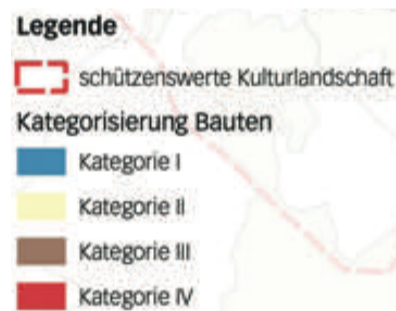 Legende
schützenswerte Kulturlandschaft
Kategorisierung Bauten
Kategorie I
Kategorie II
Kategorie III
Kategorie IV